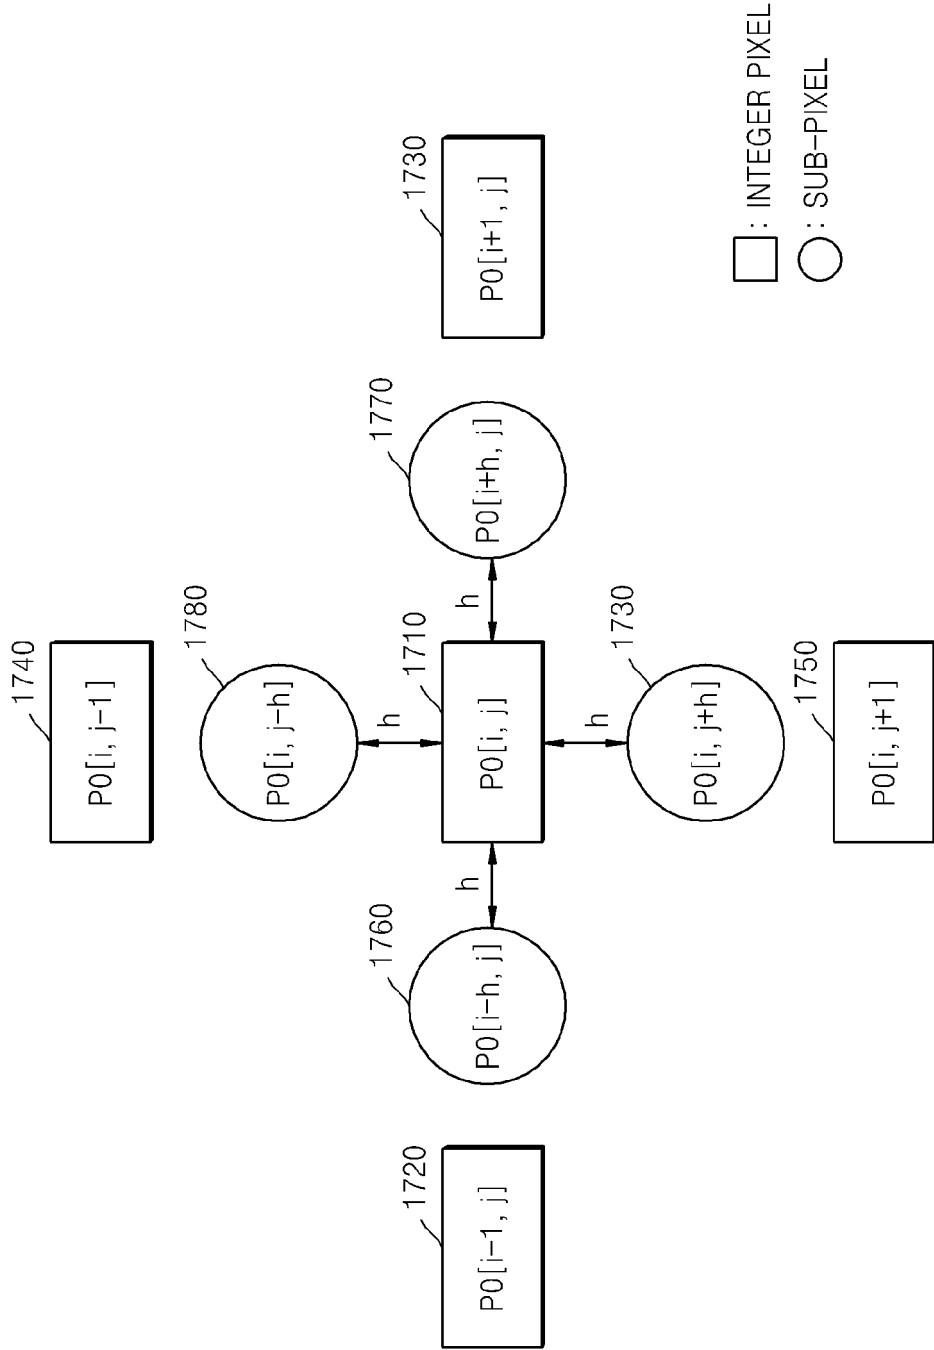 1740
P0[i, j-1]
1780
P0[i, j-h]
h
1720
P0[i-1, j]
1760
P0[i-h, j]
h
1710
P0[i, j]
h
1770
P0[i+h, j]
1730
P0[i+1, j]
h
1730
P0[i, j+h]
1750
P0[i, j+1]
: INTEGER PIXEL
: SUB-PIXEL